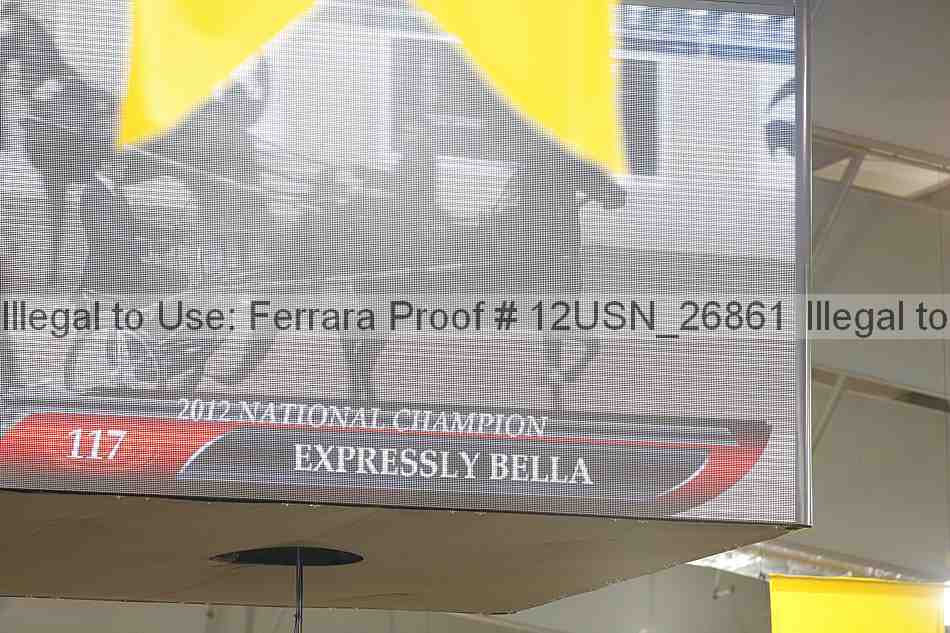 Illegal to Use: Ferrara Proof # 12USN_26861 Illegal to
2012 NATIONAL CHAMPION
117 EXPRESSLY BELLA